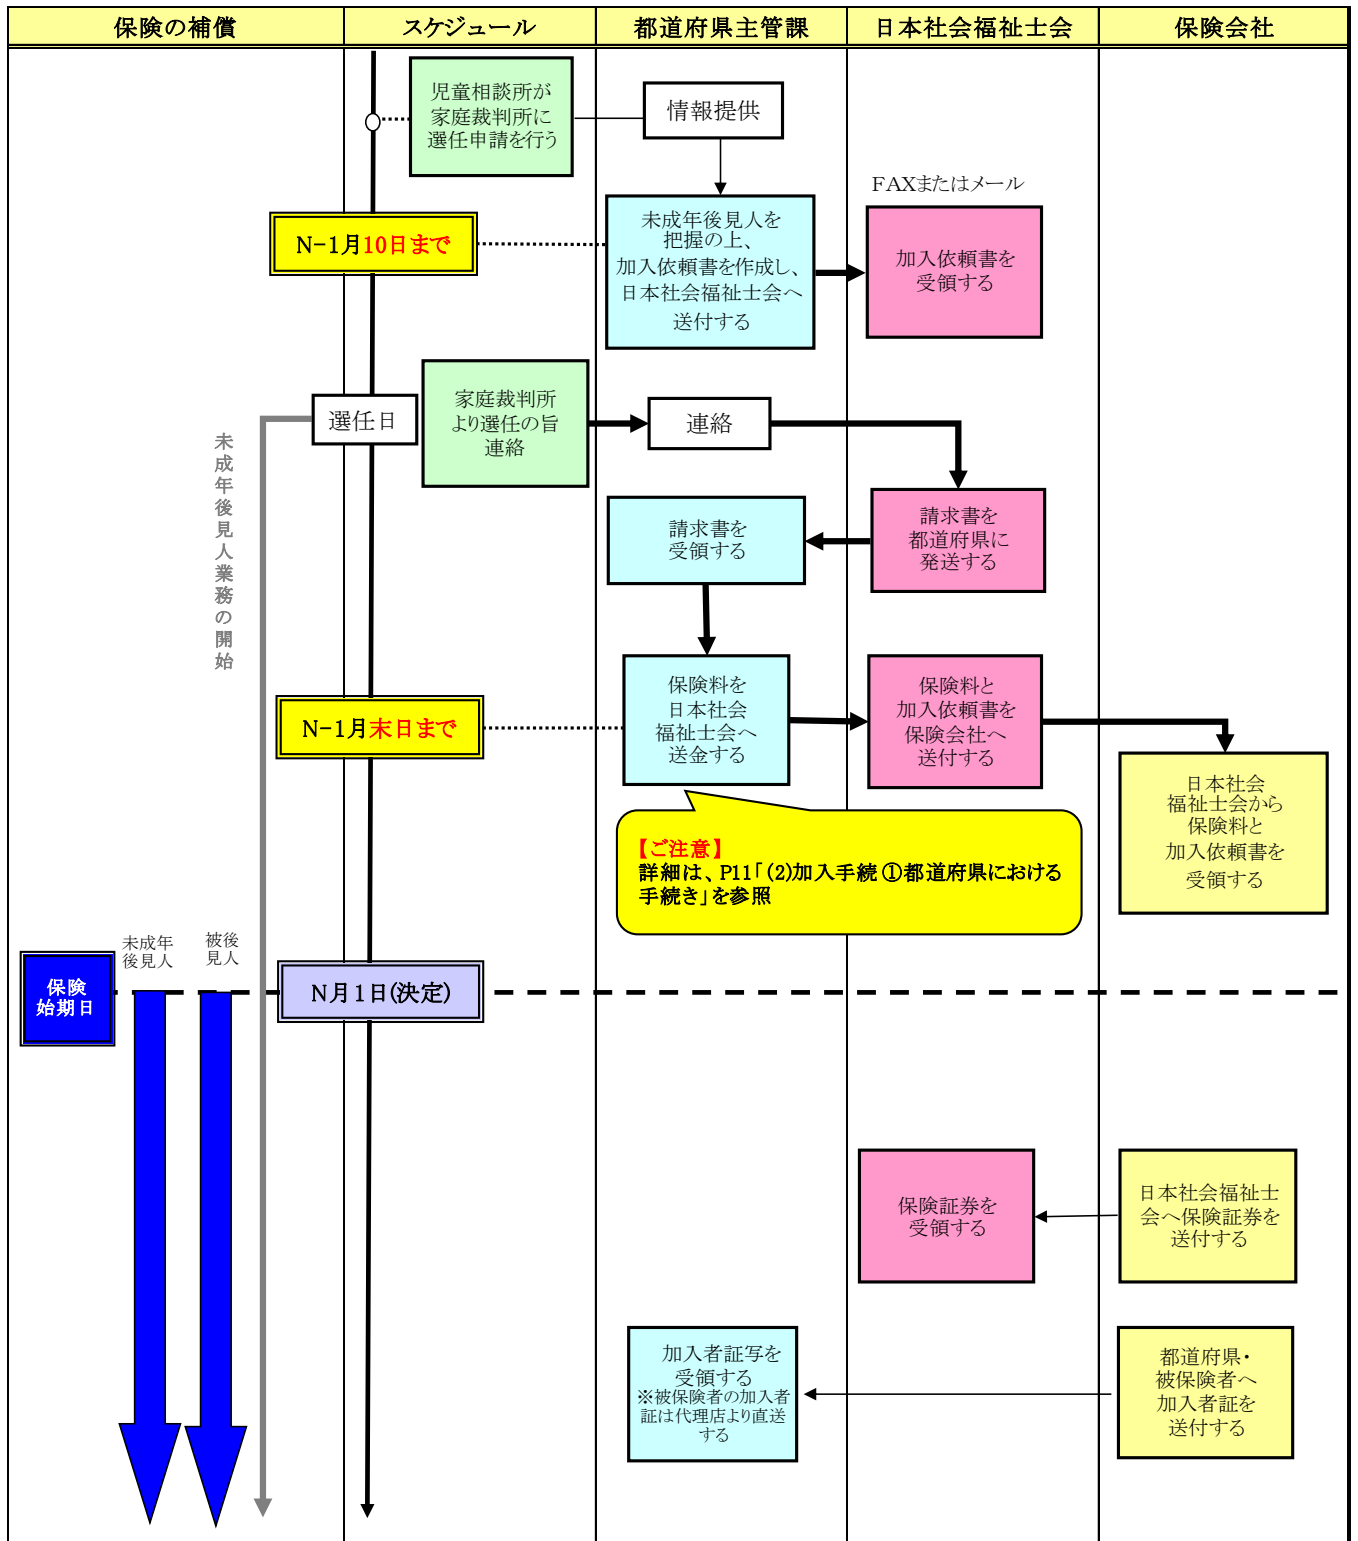 保険の補償
スケジュール
都道府県主管課
日本社会福祉士会
保険会社
児童相談所が
家庭裁判所に
選任申請を行う
情報提供
FAXまたはメール
N-1月10日まで
未成年後見人を
把握の上、
加入依頼書を作成し、
日本社会福祉士会へ
送付する
加入依頼書を
受領する
選任日
家庭裁判所
より選任の旨
連絡
連絡
未成年後見人業務の開始
請求書を
受領する
請求書を
都道府県に
発送する
N-1月末日まで
保険料を
日本社会
福祉士会へ
送金する
保険料と
加入依頼書を
保険会社へ
送付する
日本社会
福祉士会から
保険料と
加入依頼書を
受領する
【ご注意】
詳細は、P11「(2)加入手続①都道府県における
手続き」を参照
未成年
後見人
被後
見人
保険
始期日
N月1日(決定)
保険証券を
受領する
日本社会福祉士
会へ保険証券を
送付する
加入者証写を
受領する
※被保険者の加入者
証は代理店より直送
する
都道府県・
被保険者へ
加入者証を
送付する